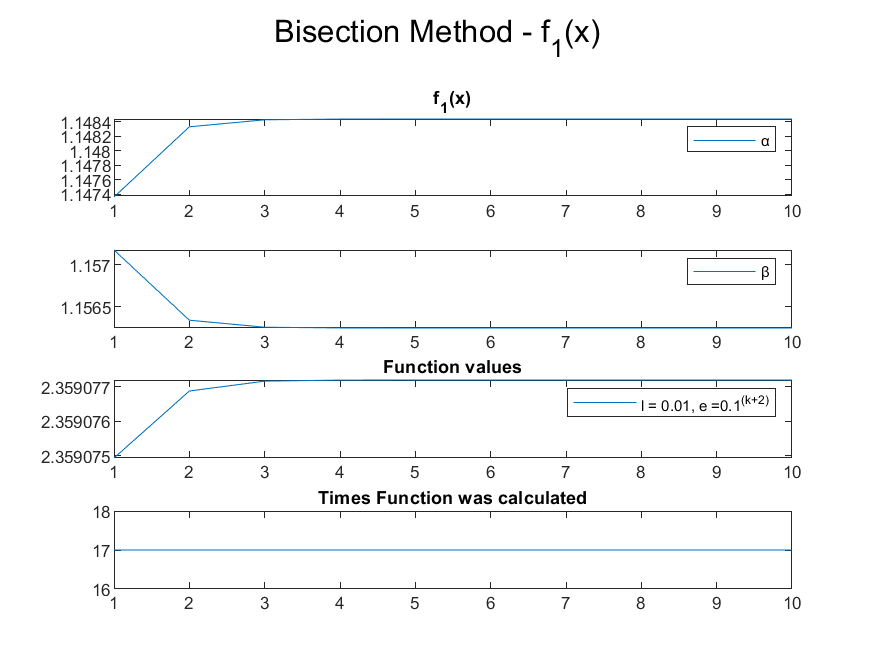 Bisection Method - f1(x)
f1(x)
1.1484
1.1482
1.148
1.1478
1.1476
1.1474
α
1 2 3 4 5 6 7 8 9 10
1.157
1.1565
β
1 2 3 4 5 6 7 8 9 10
Function values
2.359077
2.359076
2.359075
l = 0.01, e =0.1(k+2)
1 2 3 4 5 6 7 8 9 10
Times Function was calculated
18
17
16
1 2 3 4 5 6 7 8 9 10